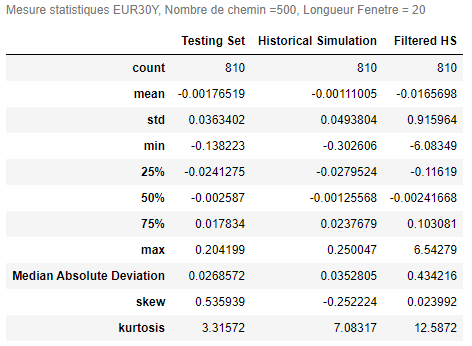 Mesure statistiques EUR30Y, Nombre de chemin =500, Longueur Fenetre = 20
Testing Set Historical Simulation Filtered HS
count 810 810 810
mean -0.00176519 -0.00111005 -0.0165698
std 0.0363402 0.0493804 0.915964
min -0.138223 -0.302606 -6.08349
25% -0.0241275 -0.0279524 -0.11619
50% -0.002587 -0.00125568 -0.00241668
75% 0.017834 0.0237679 0.103081
max 0.204199 0.250047 6.54279
Median Absolute Deviation 0.0268572 0.0352805 0.434216
skew 0.535939 -0.252224 0.023992
kurtosis 3.31572 7.08317 12.5872